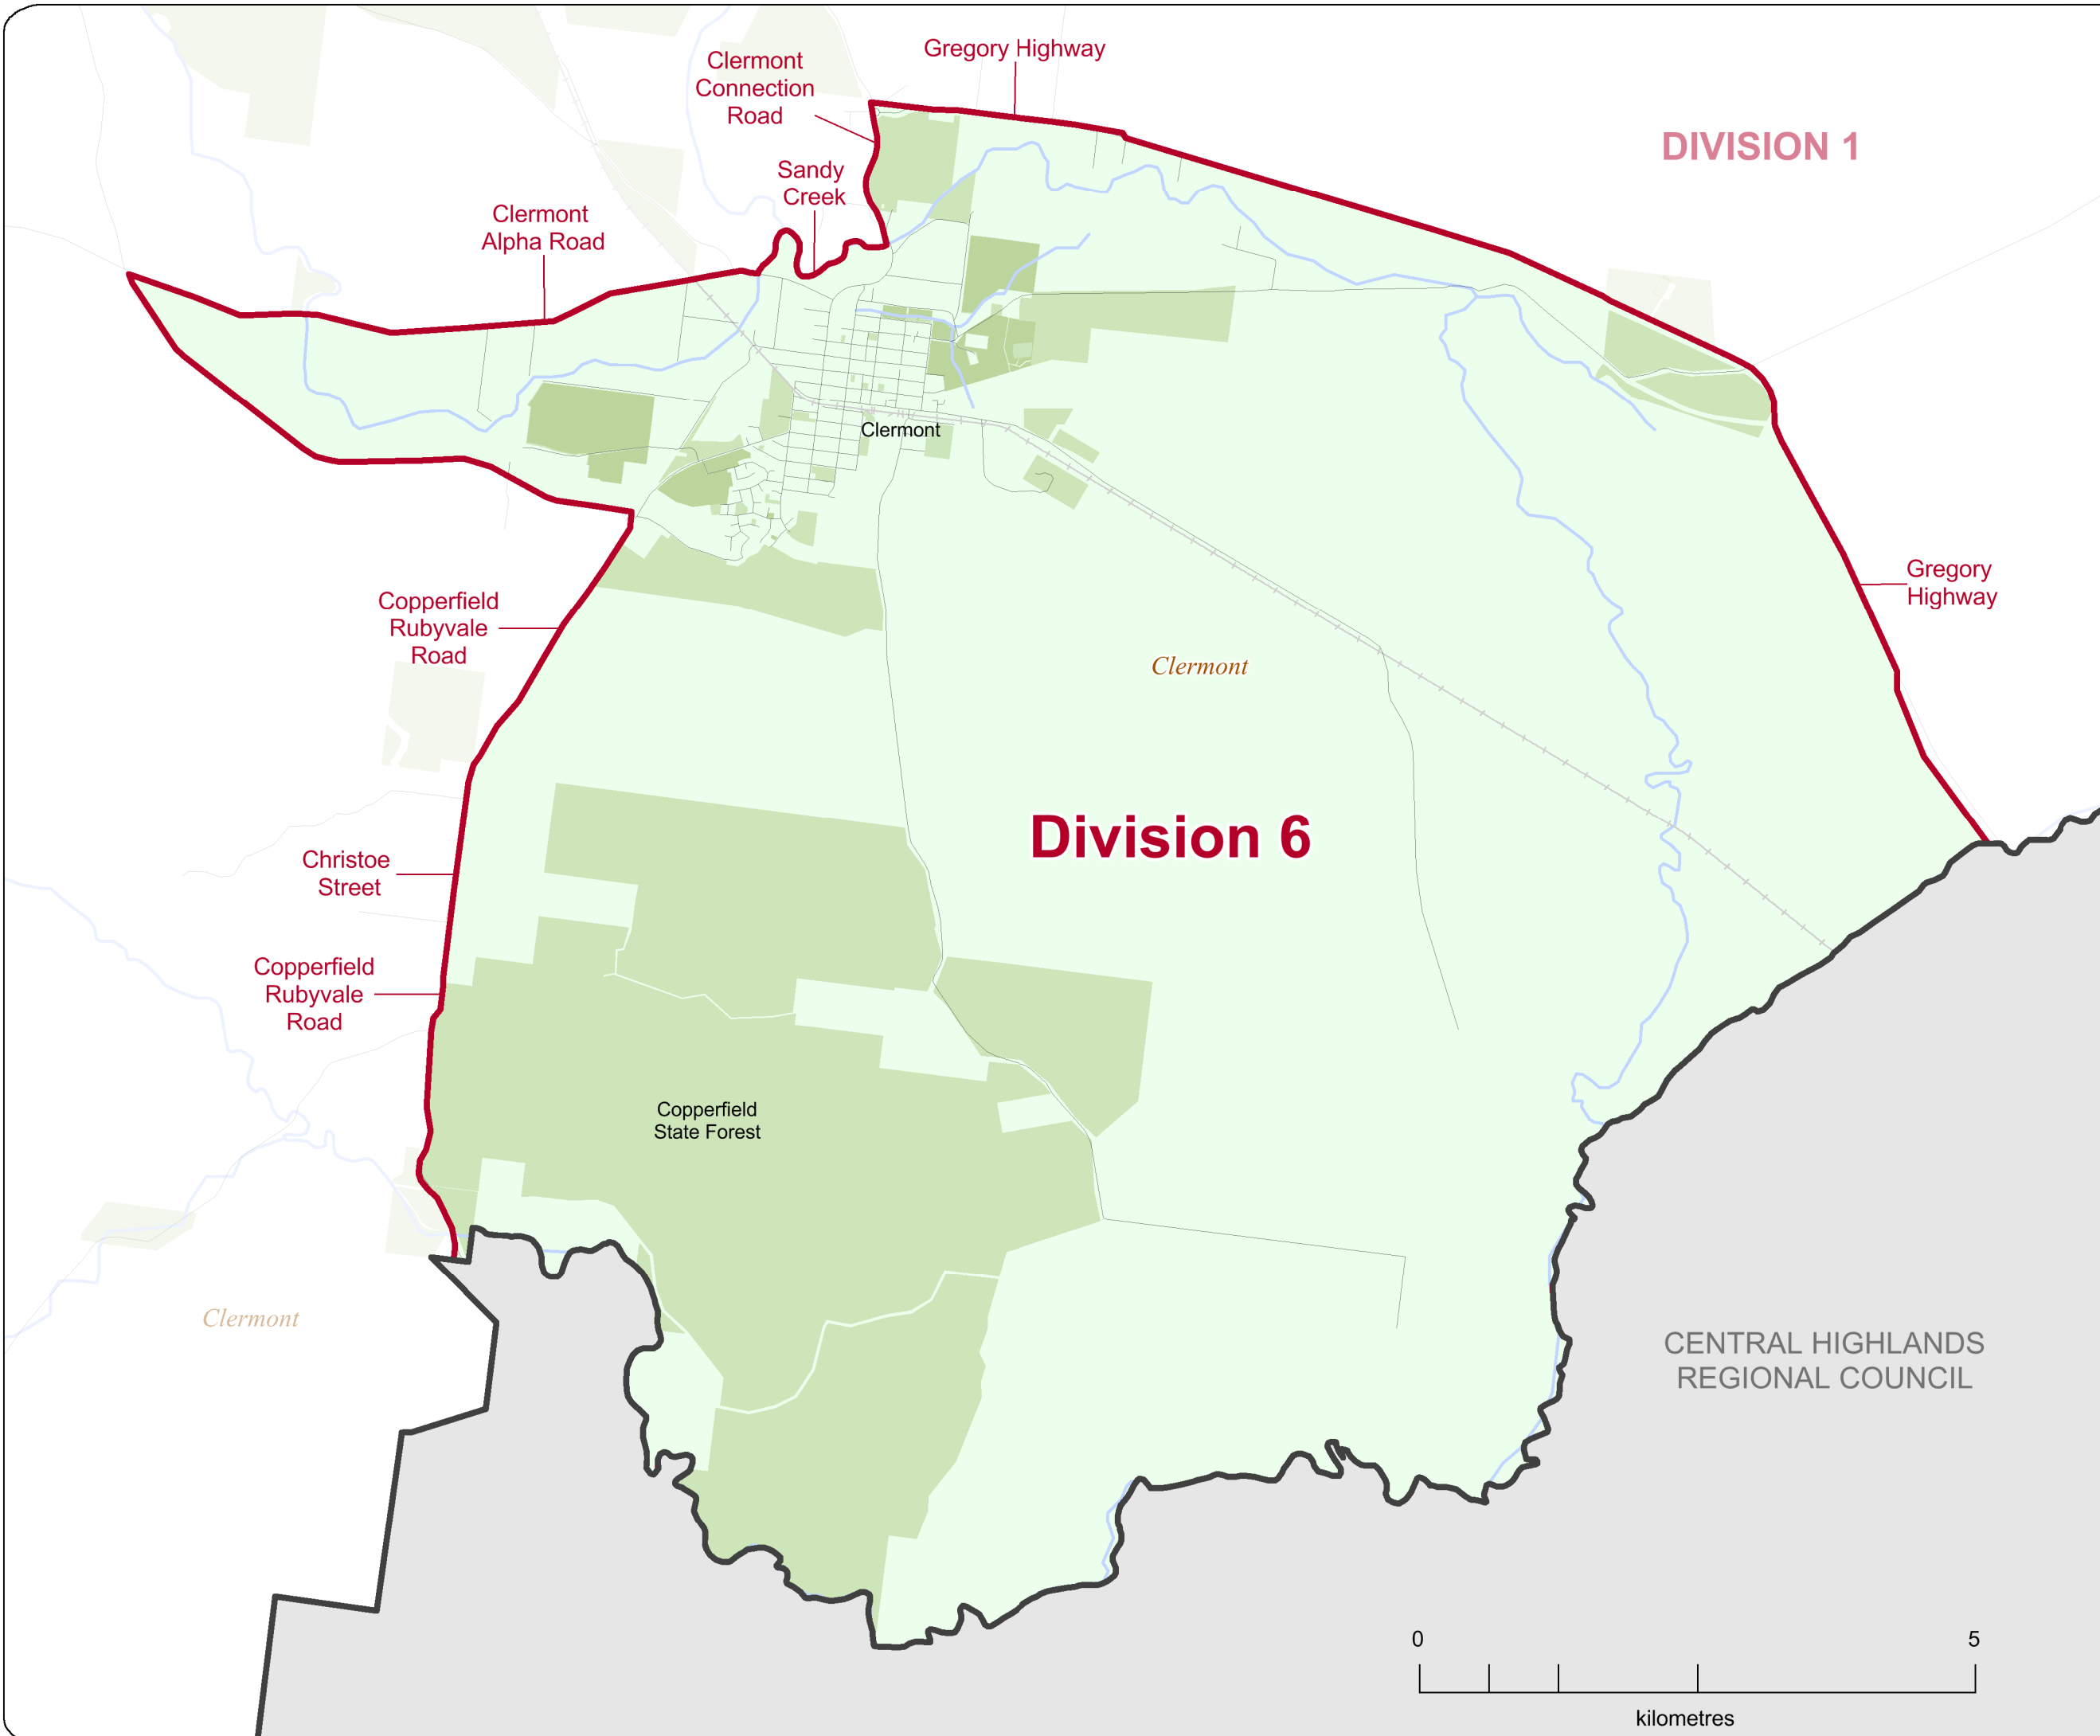 Gregory Highway
Clermont
Connection
Road
DIVISION 1
Sandy
Creek
Clermont
Alpha Road
Clermont
Gregory
Highway
Copperfield
Rubyvale
Road
Clermont
Division 6
Christoe
Street
Copperfield
Rubyvale
Road
Copperfield
State Forest
Clermont
CENTRAL HIGHLANDS
REGIONAL COUNCIL
0 5
kilometres